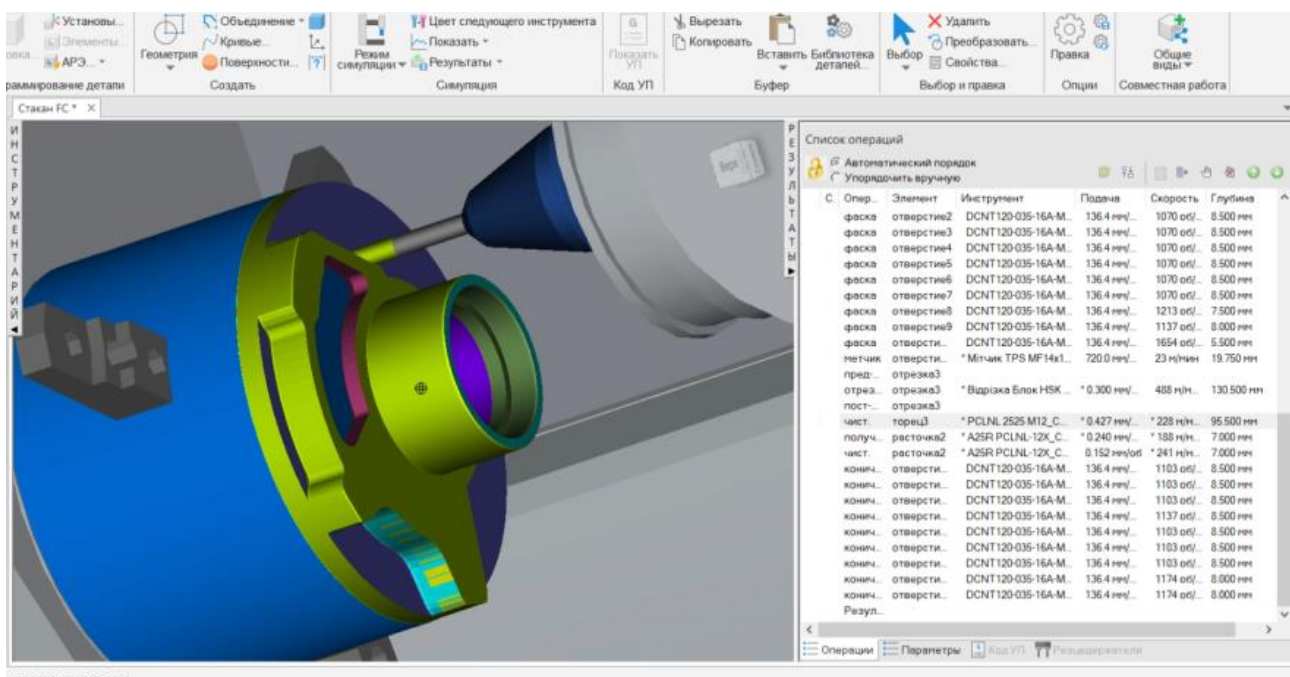 Установы...
Объединение
Цвет следующего инструмента
Вырезать
Удалить
Элементы...
Кривые...
Показать
Копировать
Преобразовать...
АРЭ...
Геометрия
Поверхности...
Режим симуляции
Результаты
Показать УП
Вставить
Библиотека деталей...
Выбор
Свойства...
Правка
Общие виды
раммирование детали
Создать
Симуляция
Код УП
Буфер
Выбор и правка
Опции
Совместная работа
Стакан FC *
ИНСТРУМЕНТАРИЙ
РЕЗУЛЬТАТЫ
Список операций
Автоматический порядок
Упорядочить вручную
С. Опер... Элемент Инструмент Подача Скорость Глубина
фаска отверстие2 DCNT120-035-16A-M... 136.4 мм/... 1070 об/... 8.500 мм
фаска отверстие3 DCNT120-035-16A-M... 136.4 мм/... 1070 об/... 8.500 мм
фаска отверстие4 DCNT120-035-16A-M... 136.4 мм/... 1070 об/... 8.500 мм
фаска отверстие5 DCNT120-035-16A-M... 136.4 мм/... 1070 об/... 8.500 мм
фаска отверстие6 DCNT120-035-16A-M... 136.4 мм/... 1070 об/... 8.500 мм
фаска отверстие7 DCNT120-035-16A-M... 136.4 мм/... 1070 об/... 8.500 мм
фаска отверстие8 DCNT120-035-16A-M... 136.4 мм/... 1213 об/... 7.500 мм
фаска отверстие9 DCNT120-035-16A-M... 136.4 мм/... 1137 об/... 8.000 мм
фаска отверсти... DCNT120-035-16A-M... 136.4 мм/... 1654 об/... 5.500 мм
метчик отверсти... * Мітчик TPS MF14x1... 720.0 мм/... 23 м/мин 19.750 мм
пред-... отрезка3
отрез... отрезка3 * Відрізка Блок HSK ... * 0.300 мм/... 488 м/м... 130.500 мм
пост-... отрезка3
чист. торец3 * PCLNL 2525 M12_C... * 0.427 мм/... * 228 м/м... 95.500 мм
получ... расточка2 * A25R PCLNL-12X_C... * 0.240 мм/... * 188 м/м... 7.000 мм
чист. расточка2 * A25R PCLNL-12X_C... 0.152 мм/об * 241 м/м... 7.000 мм
конич... отверсти... DCNT120-035-16A-M... 136.4 мм/... 1103 об/... 8.500 мм
конич... отверсти... DCNT120-035-16A-M... 136.4 мм/... 1103 об/... 8.500 мм
конич... отверсти... DCNT120-035-16A-M... 136.4 мм/... 1137 об/... 8.500 мм
конич... отверсти... DCNT120-035-16A-M... 136.4 мм/... 1103 об/... 8.500 мм
конич... отверсти... DCNT120-035-16A-M... 136.4 мм/... 1103 об/... 8.500 мм
конич... отверсти... DCNT120-035-16A-M... 136.4 мм/... 1103 об/... 8.500 мм
конич... отверсти... DCNT120-035-16A-M... 136.4 мм/... 1174 об/... 8.000 мм
конич... отверсти... DCNT120-035-16A-M... 136.4 мм/... 1174 об/... 8.000 мм
Резул...
Операции Параметры Код УП Резцедержатели